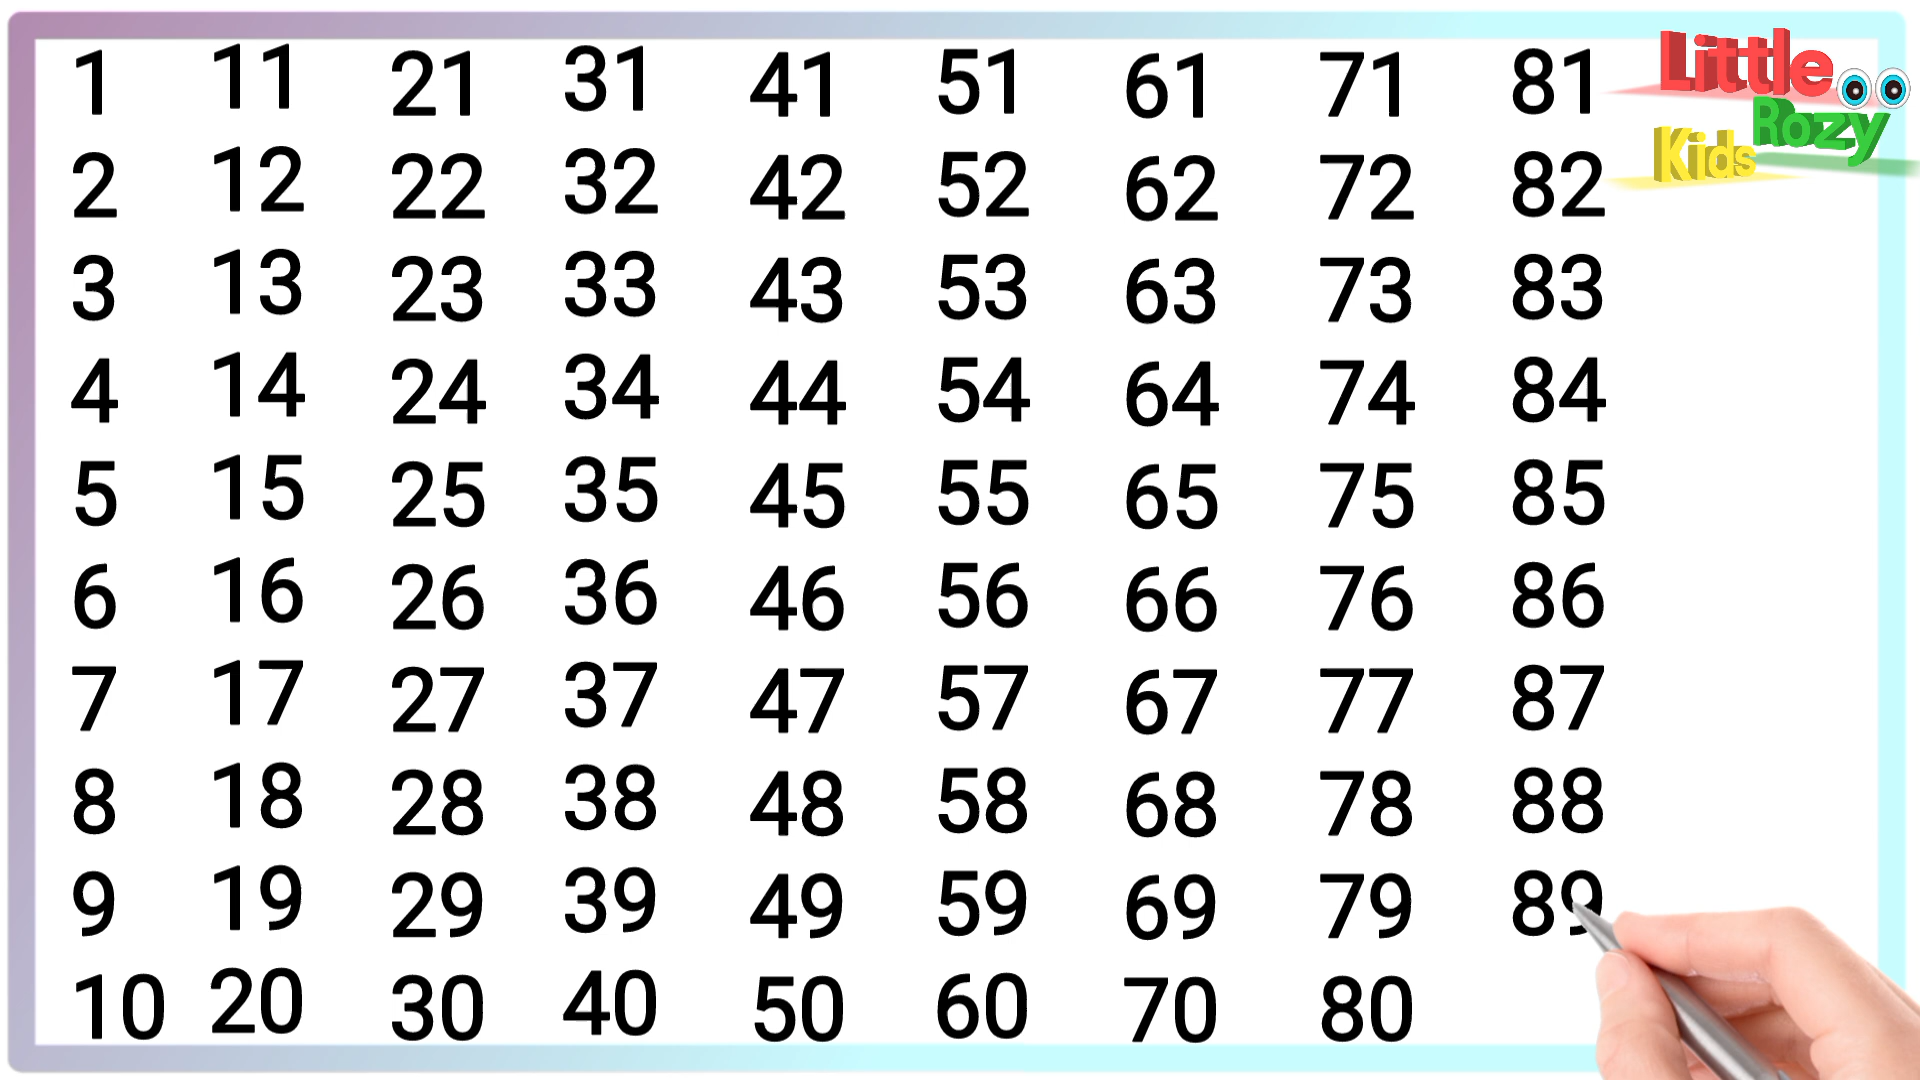 1 11 21 31 41 51 61 71 81
2 12 22 32 42 52 62 72 82
3 13 23 33 43 53 63 73 83
4 14 24 34 44 54 64 74 84
5 15 25 35 45 55 65 75 85
6 16 26 36 46 56 66 76 86
7 17 27 37 47 57 67 77 87
8 18 28 38 48 58 68 78 88
9 19 29 39 49 59 69 79 89
10 20 30 40 50 60 70 80
Little
Rozy
Kids